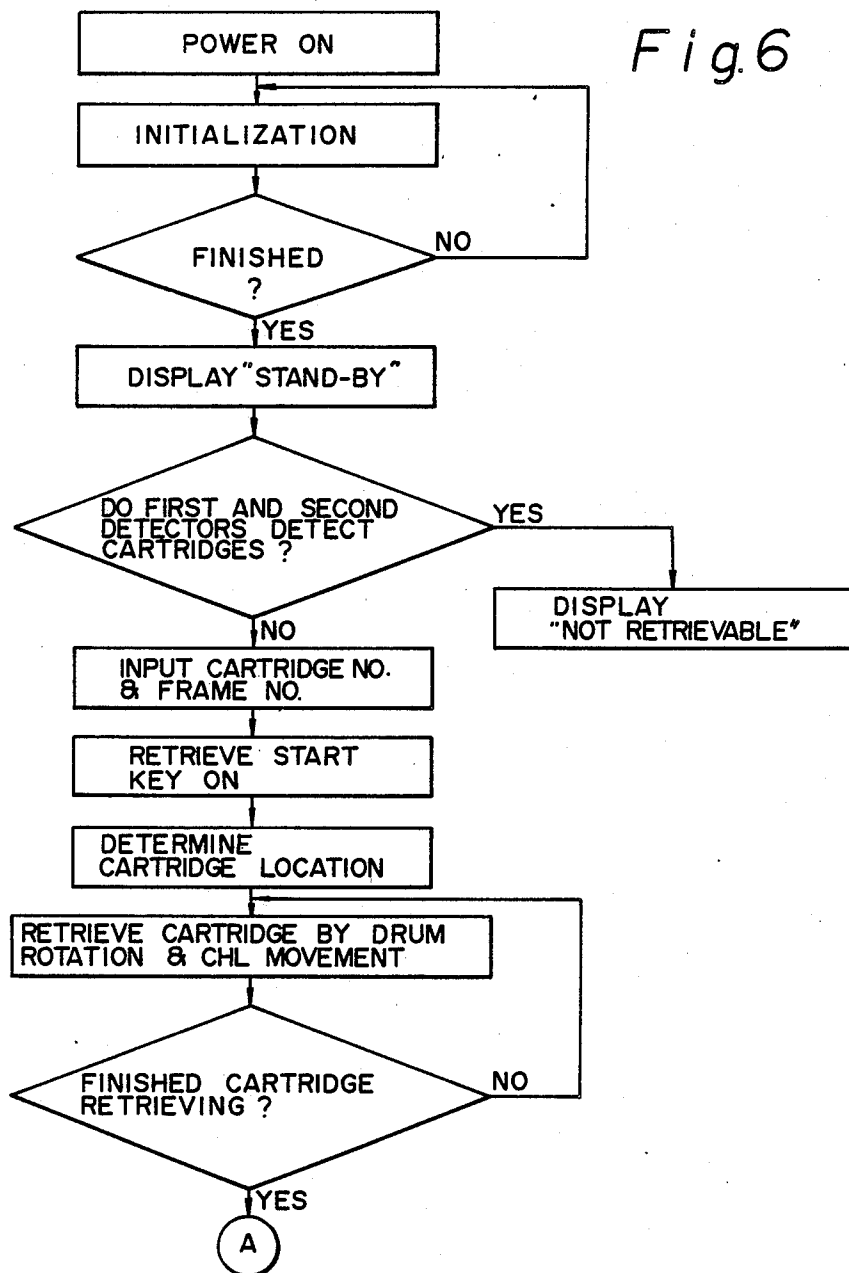 Fig.6
POWER ON
INITIALIZATION
FINISHED
?
NO
YES
DISPLAY "STAND-BY"
DO FIRST AND SECOND
DETECTORS DETECT
CARTRIDGES ?
YES
DISPLAY
"NOT RETRIEVABLE"
NO
INPUT CARTRIDGE NO.
& FRAME NO.
RETRIEVE START
KEY ON
DETERMINE
CARTRIDGE LOCATION
RETRIEVE CARTRIDGE BY DRUM
ROTATION & CHL MOVEMENT
FINISHED CARTRIDGE
RETRIEVING ?
NO
YES
A